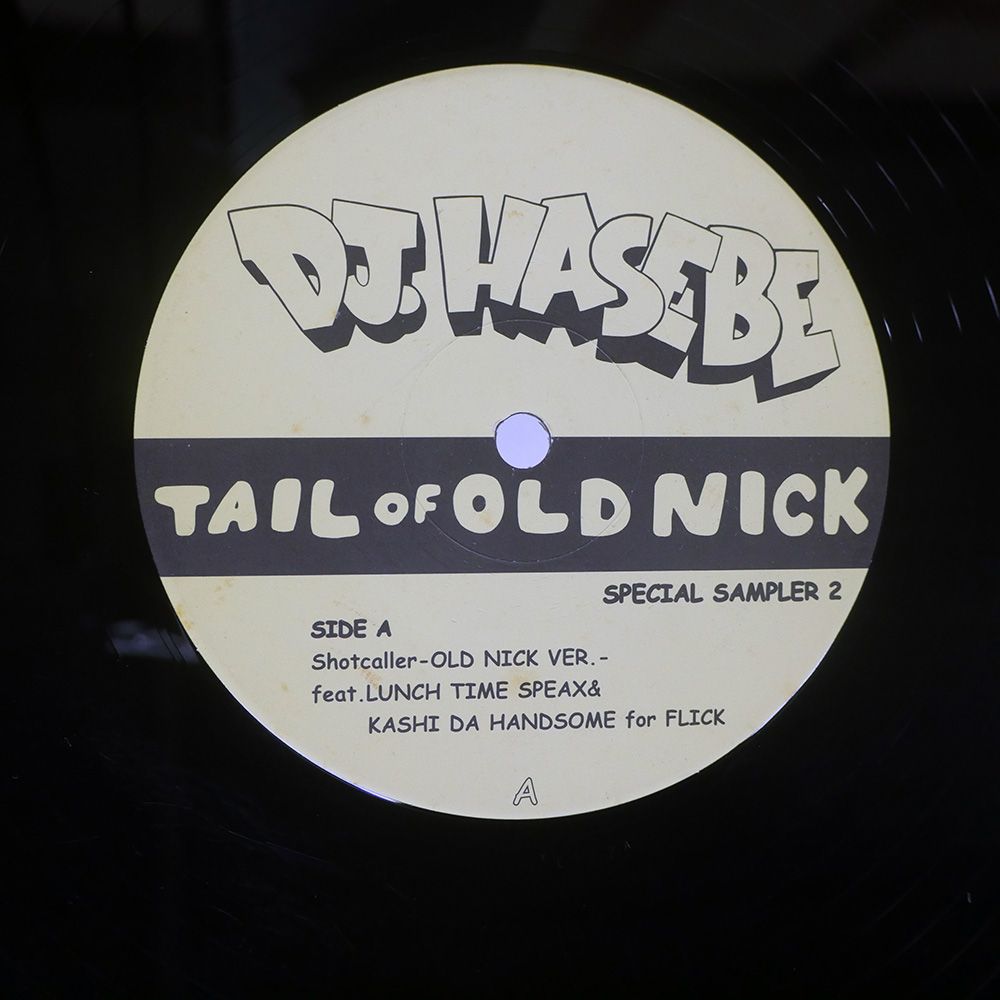 DJ. HASEBE
TAIL OF OLD NICK
SPECIAL SAMPLER 2
SIDE A
Shotcaller-OLD NICK VER.-
feat.LUNCH TIME SPEAX&
KASHI DA HANDSOME for FLICK
A